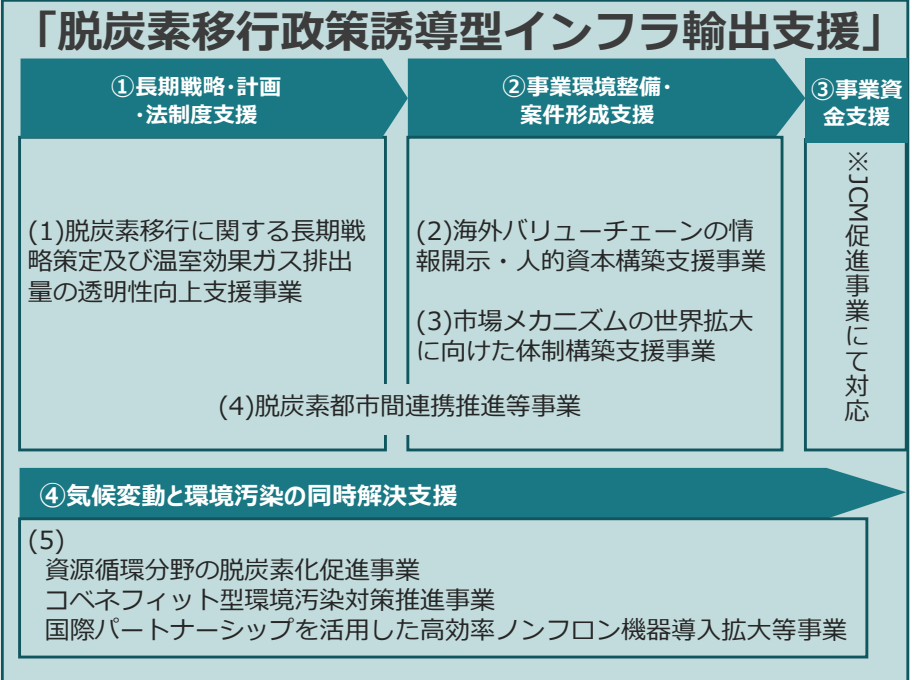 「脱炭素移行政策誘導型インフラ輸出支援」
①長期戦略･計画
･法制度支援
②事業環境整備･
案件形成支援
③事業資
金支援
(1)脱炭素移行に関する長期戦
略策定及び温室効果ガス排出
量の透明性向上支援事業
(2)海外バリューチェーンの情
報開示・人的資本構築支援事業
(3)市場メカニズムの世界拡大
に向けた体制構築支援事業
※JCM促進事業にて対応
(4)脱炭素都市間連携推進等事業
④気候変動と環境汚染の同時解決支援
(5)
資源循環分野の脱炭素化促進事業
コベネフィット型環境汚染対策推進事業
国際パートナーシップを活用した高効率ノンフロン機器導入拡大等事業